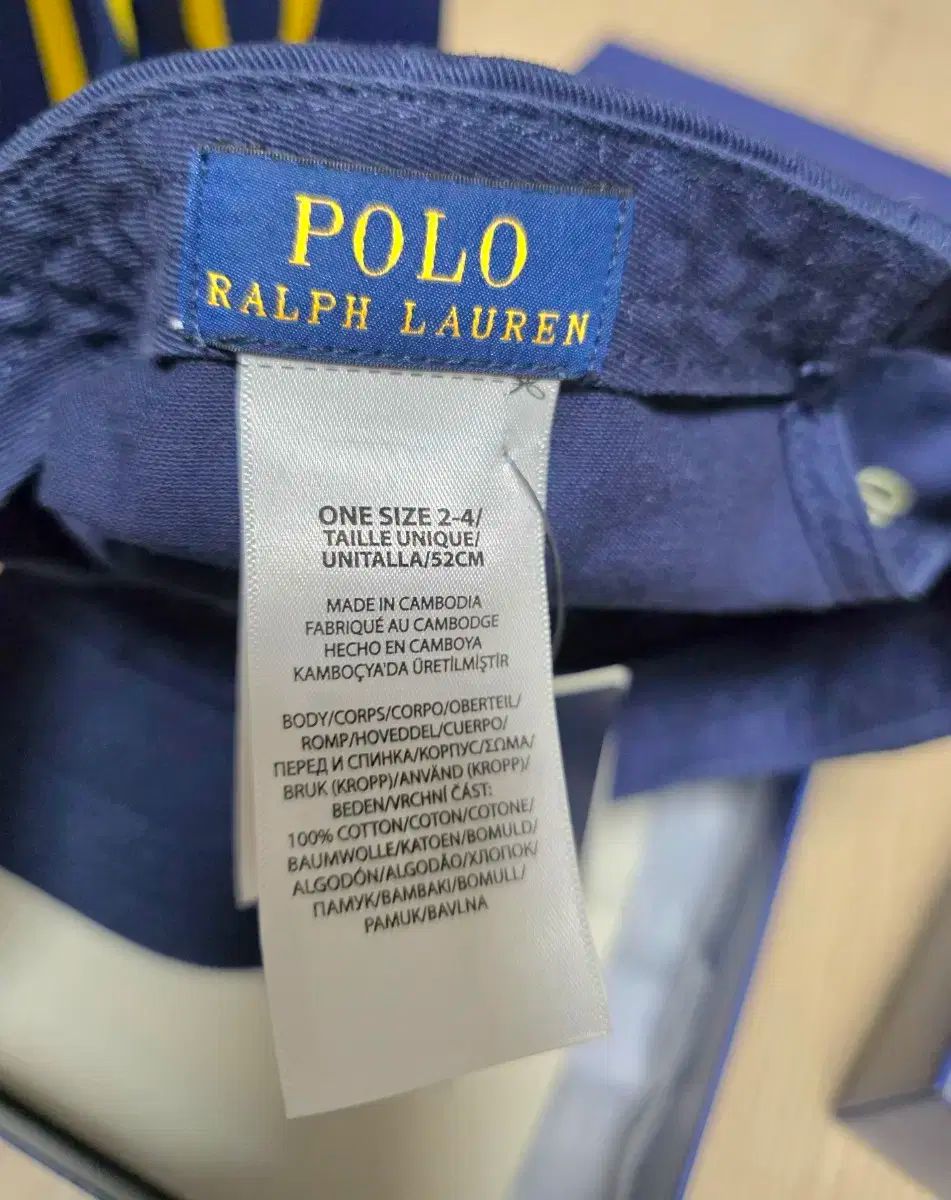 POLO
RALPH LAUREN
ONE SIZE 2-4/
TAILLE UNIQUE/
UNITALLA/52CM
MADE IN CAMBODIA
FABRIQUÉ AU CAMBODGE
HECHO EN CAMBOYA
KAMBOÇYA'DA ÜRETİLMİŞTİR
BODY/CORPS/CORPO/OBERTEIL/
ROMP/HOVEDDEL/CUERPO/
ПЕРЕД И СПИНКА/КОРПУС/ΣΩΜΑ/
BRUK (KROPP)/ANVÄND (KROPP)/
BEDEN/VRCHNÍ ČÁST:
100% COTTON/COTON/COTONE/
BAUMWOLLE/KATOEN/BOMULD/
ALGODÓN/ALGODÃO/ХЛОПОК/
ПАМУК/ΒΑΜΒΑΚΙ/BOMULL/
PAMUK/BAVLNA